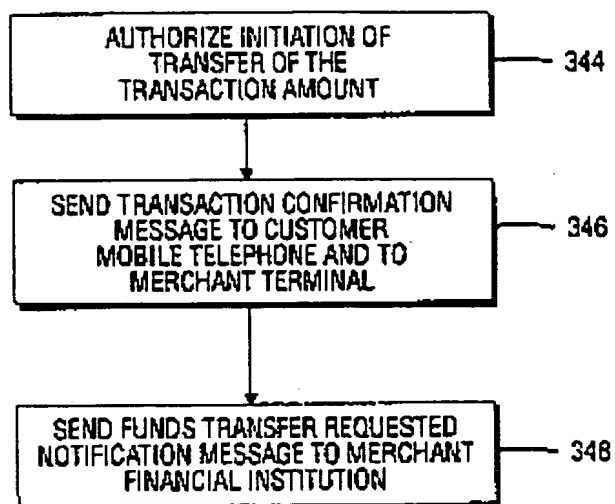 AUTHORIZE INITIATION OF
TRANSFER OF THE
TRANSACTION AMOUNT
344
SEND TRANSACTION CONFIRMATION
MESSAGE TO CUSTOMER
MOBILE TELEPHONE AND TO
MERCHANT TERMINAL
346
SEND FUNDS TRANSFER REQUESTED
NOTIFICATION MESSAGE TO MERCHANT
FINANCIAL INSTITUTION
348